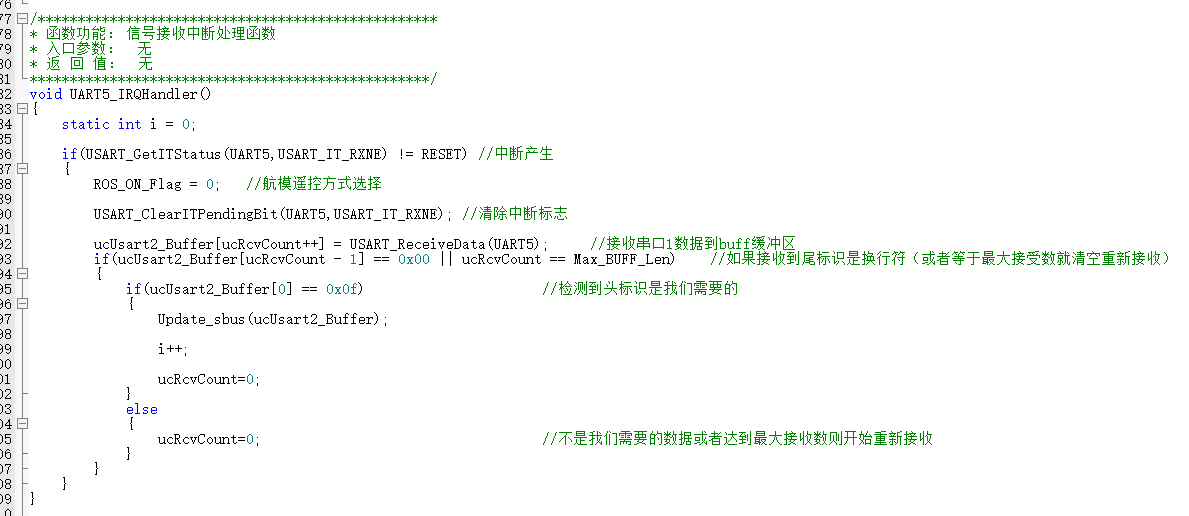 76
77 /**************************************************
78 * 函数功能: 信号接收中断处理函数
79 * 入口参数:  无
80 * 返 回 值:  无
81 **************************************************/
82 void UART5_IRQHandler()
83 {
84     static int i = 0;
85
86     if(USART_GetITStatus(UART5,USART_IT_RXNE) != RESET) //中断产生
87     {
88         ROS_ON_Flag = 0;   //航模遥控方式选择
89
90         USART_ClearITPendingBit(UART5,USART_IT_RXNE); //清除中断标志
91
92         ucUsart2_Buffer[ucRcvCount++] = USART_ReceiveData(UART5);     //接收串口1数据到buff缓冲区
93         if(ucUsart2_Buffer[ucRcvCount - 1] == 0x00 || ucRcvCount == Max_BUFF_Len)    //如果接收到尾标识是换行符（或者等于最大接受数就清空重新接收）
94         {
95             if(ucUsart2_Buffer[0] == 0x0f)                      //检测到头标识是我们需要的
96             {
97                 Update_sbus(ucUsart2_Buffer);
98
99                 i++;
00
01                 ucRcvCount=0;
02             }
03             else
04             {
05                 ucRcvCount=0;                                   //不是我们需要的数据或者达到最大接收数则开始重新接收
06             }
07         }
08     }
09 }